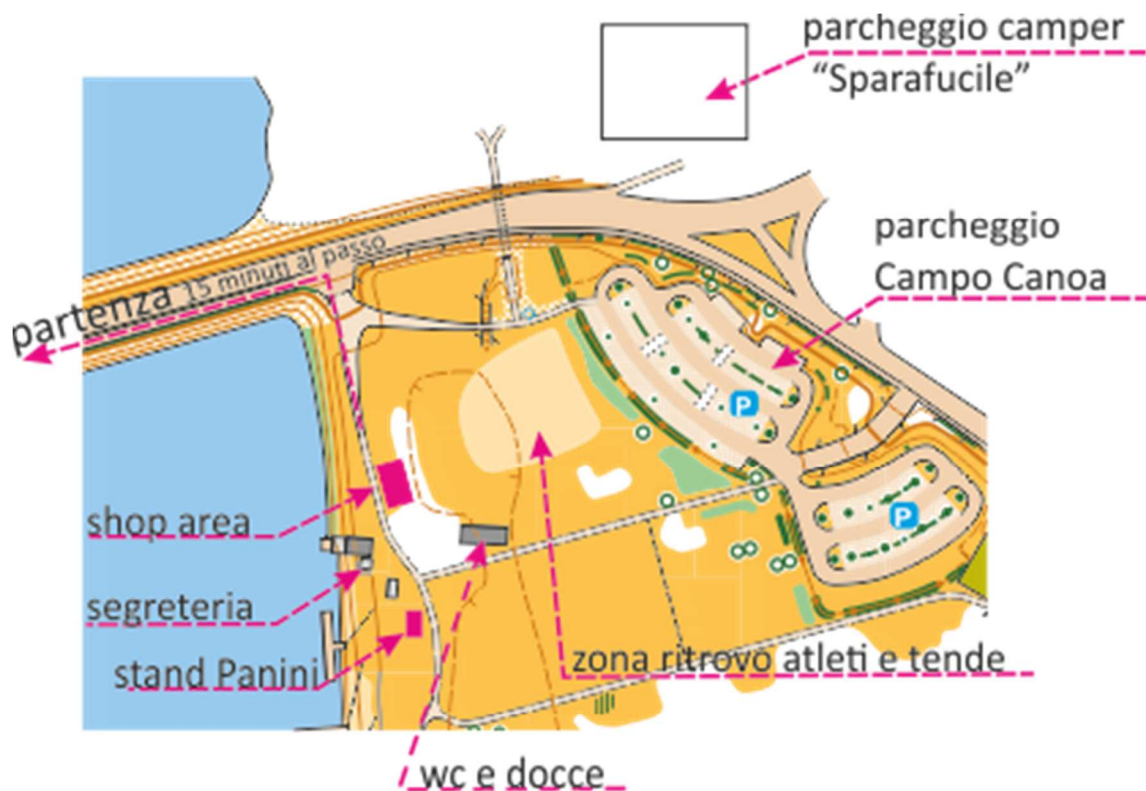 parcheggio camper
“Sparafucile”
parcheggio
Campo Canoa
partenza 15 minuti al passo
P
P
shop area
segreteria
stand Panini
zona ritrovo atleti e tende
wc e docce